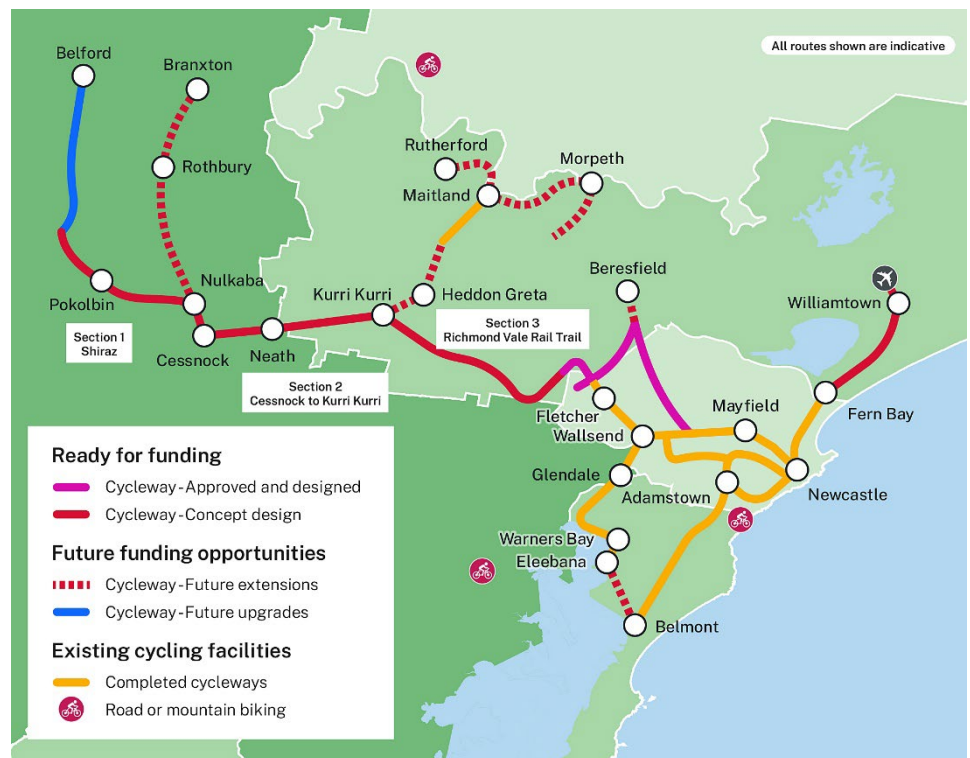 All routes shown are indicative
Belford
Branxton
Rutherford
Morpeth
Rothbury
Maitland
Beresfield
Nulkaba
Kurri Kurri
Heddon Greta
Williamtown
Pokolbin
Section 1
Shiraz
Cessnock
Neath
Section 3
Richmond Vale Rail Trail
Section 2
Cessnock to Kurri Kurri
Fletcher
Wallsend
Mayfield
Fern Bay
Glendale
Adamstown
Newcastle
Warners Bay
Eleebana
Belmont
Ready for funding
Cycleway - Approved and designed
Cycleway - Concept design
Future funding opportunities
Cycleway - Future extensions
Cycleway - Future upgrades
Existing cycling facilities
Completed cycleways
Road or mountain biking